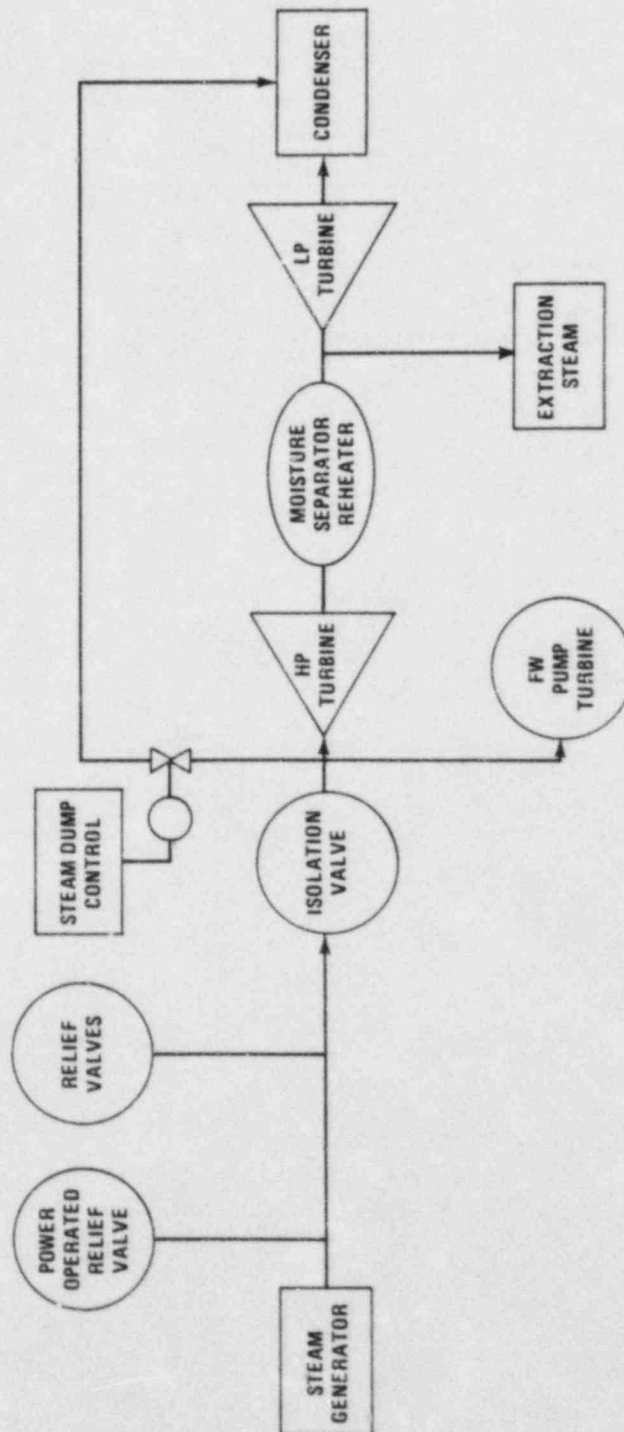 POWER
OPERATED
RELIEF
VALVE
RELIEF
VALVES
STEAM DUMP
CONTROL
STEAM
GENERATOR
ISOLATION
VALVE
HP
TURBINE
MOISTURE
SEPARATOR
REHEATER
LP
TURBINE
CONDENSER
FW
PUMP
TURBINE
EXTRACTION
STEAM